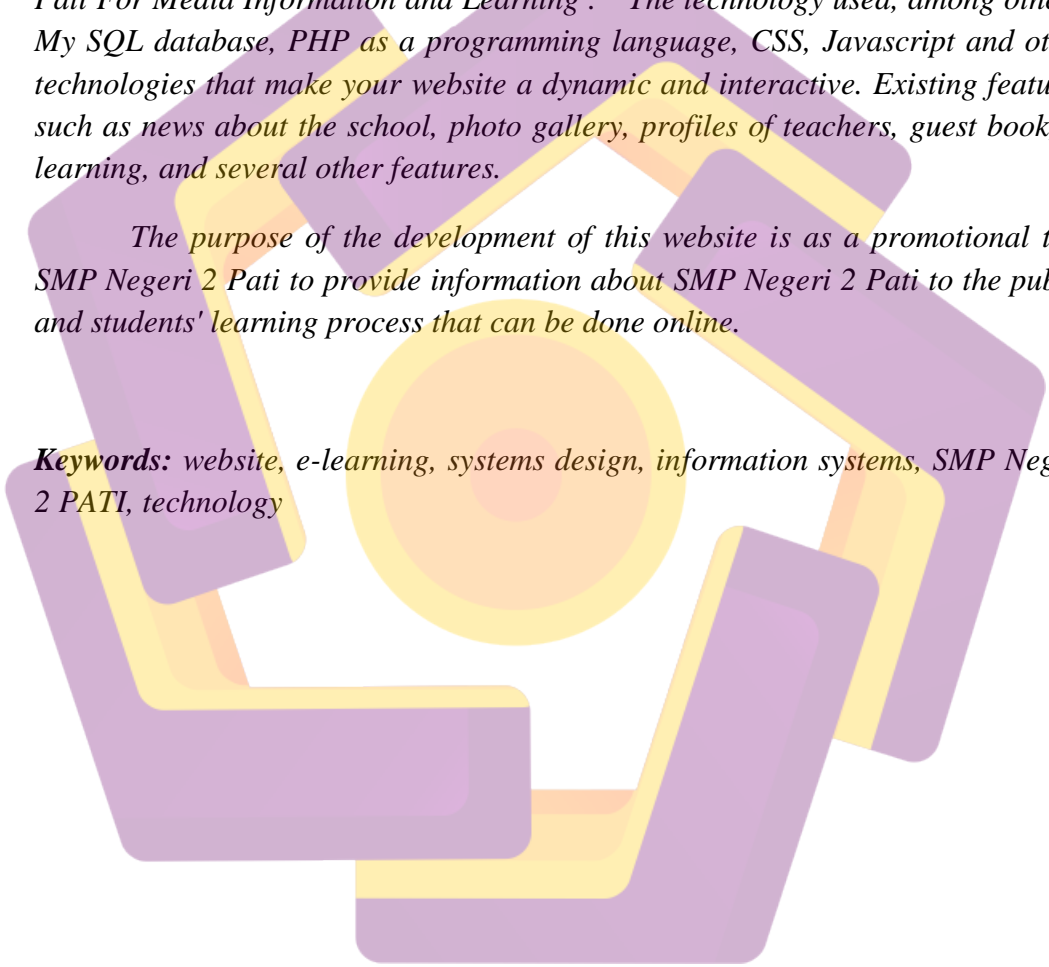 Pati For Media Information and Learning". The technology used, among othe
My SQL database, PHP as a programming language, CSS, Javascript and ot
technologies that make your website a dynamic and interactive. Existing featu
such as news about the school, photo gallery, profiles of teachers, guest book
learning, and several other features.
The purpose of the development of this website is as a promotional t
SMP Negeri 2 Pati to provide information about SMP Negeri 2 Pati to the pub
and students' learning process that can be done online.
Keywords: website, e-learning, systems design, information systems, SMP Neg
2 PATI, technology